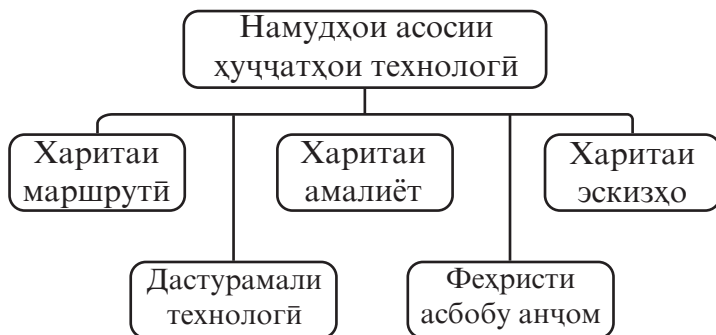 Намудҳои асосии
ҳуҷҷатҳои технологӣ
Харитаи
маршрутӣ
Харитаи
амалиёт
Харитаи
эскизҳо
Дастурамали
технологӣ
Феҳристи
асбобу анҷом